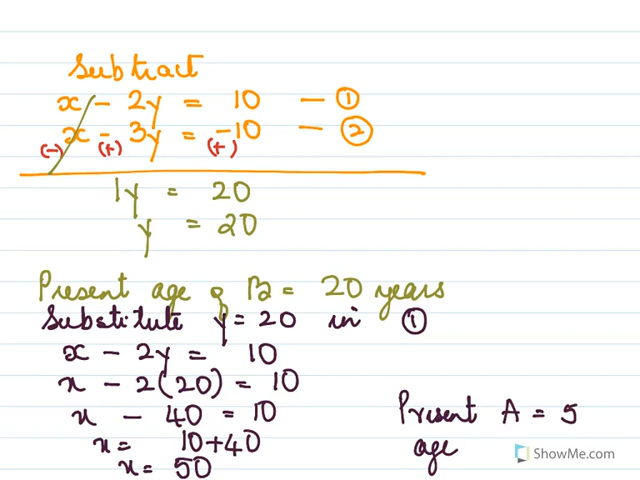 Subtract
x - 2y = 10 — ①
x - 3y = -10 — ②
(-) (+) (+)
1y = 20
y = 20
Present age of B = 20 years
Substitute y = 20 in ①
x - 2y = 10
x - 2(20) = 10
x - 40 = 10
x = 10+40
x = 50
Present A = 5
age
ShowMe.com